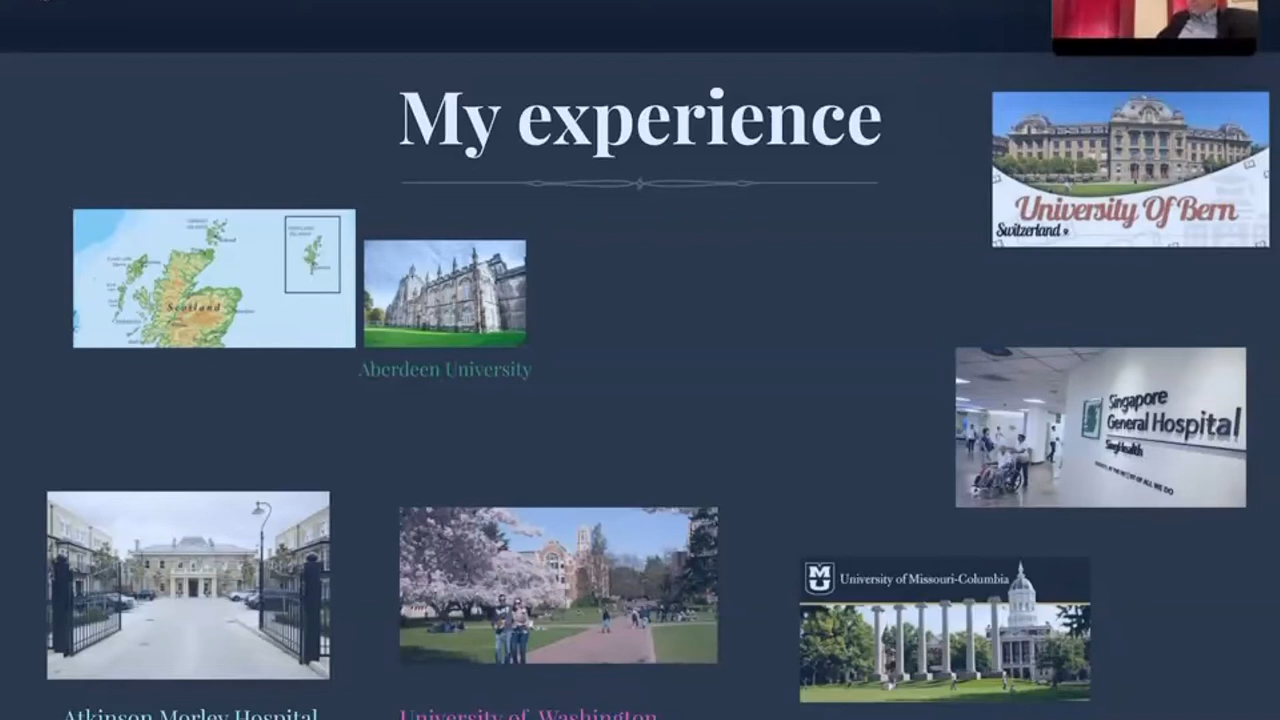 My experience
University Of Bern
Switzerland
Scotland
Aberdeen University
Singapore
General Hospital
SingHealth
University of Missouri-Columbia
Atkinson Morley Hospital
University of Washington